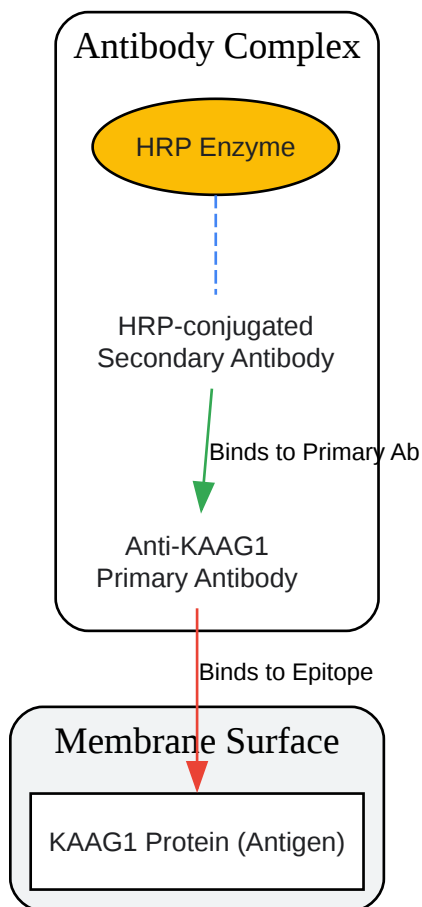 Antibody Complex
HRP Enzyme
HRP-conjugated
Secondary Antibody
Binds to Primary Ab
Anti-KAAG1
Primary Antibody
Binds to Epitope
Membrane Surface
KAAG1 Protein (Antigen)